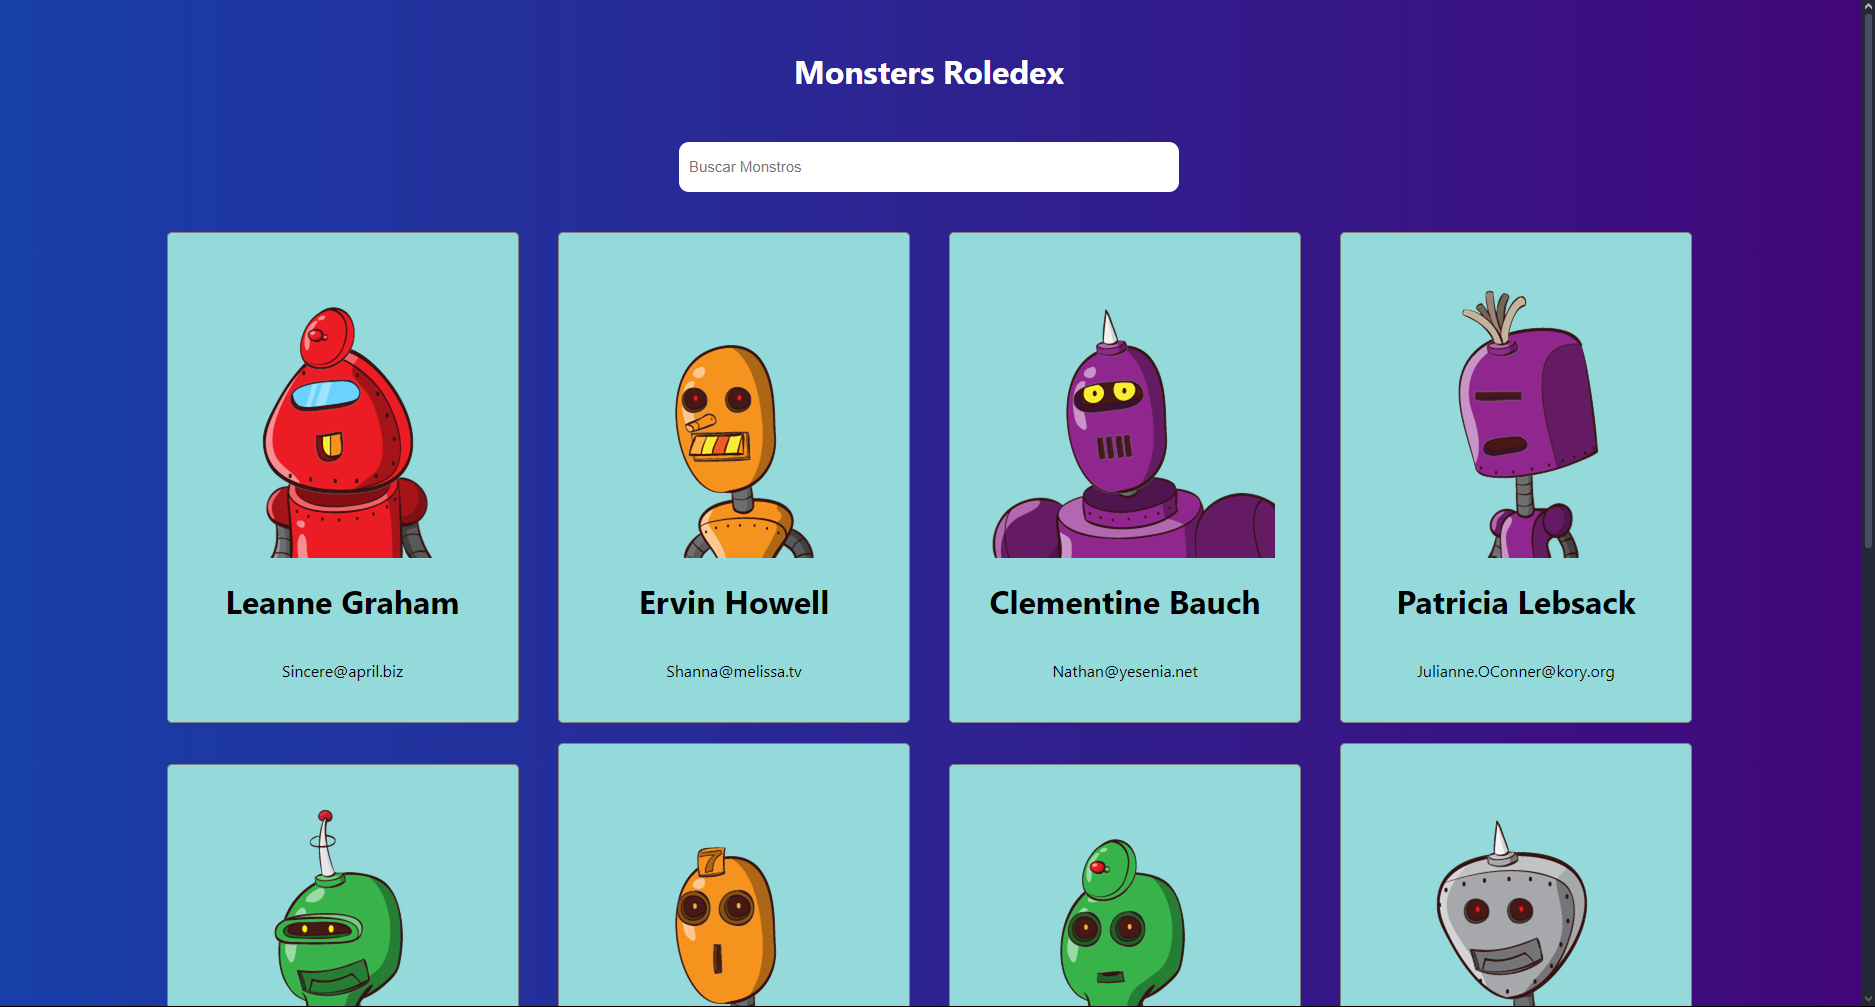 Monsters Roledex
Buscar Monstros
Leanne Graham
Sincere@april.biz
Ervin Howell
Shanna@melissa.tv
Clementine Bauch
Nathan@yesenia.net
Patricia Lebsack
Julianne.OConner@kory.org
7